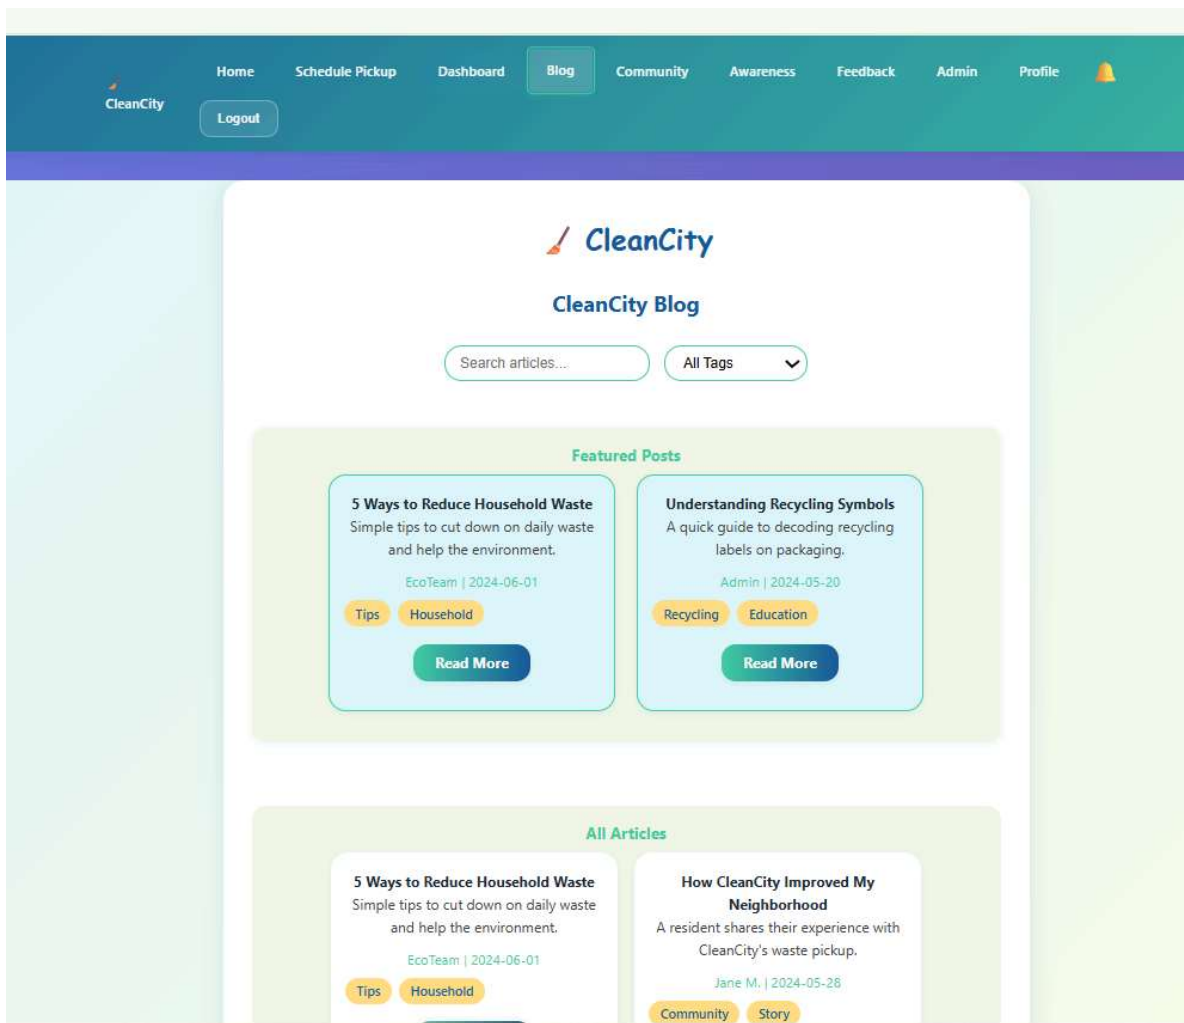 CleanCity
Home Schedule Pickup Dashboard Blog Community Awareness Feedback Admin Profile
Logout
CleanCity
CleanCity Blog
Search articles... All Tags
Featured Posts
5 Ways to Reduce Household Waste
Simple tips to cut down on daily waste
and help the environment.
EcoTeam | 2024-06-01
Tips Household
Read More
Understanding Recycling Symbols
A quick guide to decoding recycling
labels on packaging.
Admin | 2024-05-20
Recycling Education
Read More
All Articles
5 Ways to Reduce Household Waste
Simple tips to cut down on daily waste
and help the environment.
EcoTeam | 2024-06-01
Tips Household
How CleanCity Improved My
Neighborhood
A resident shares their experience with
CleanCity's waste pickup.
Jane M. | 2024-05-28
Community Story